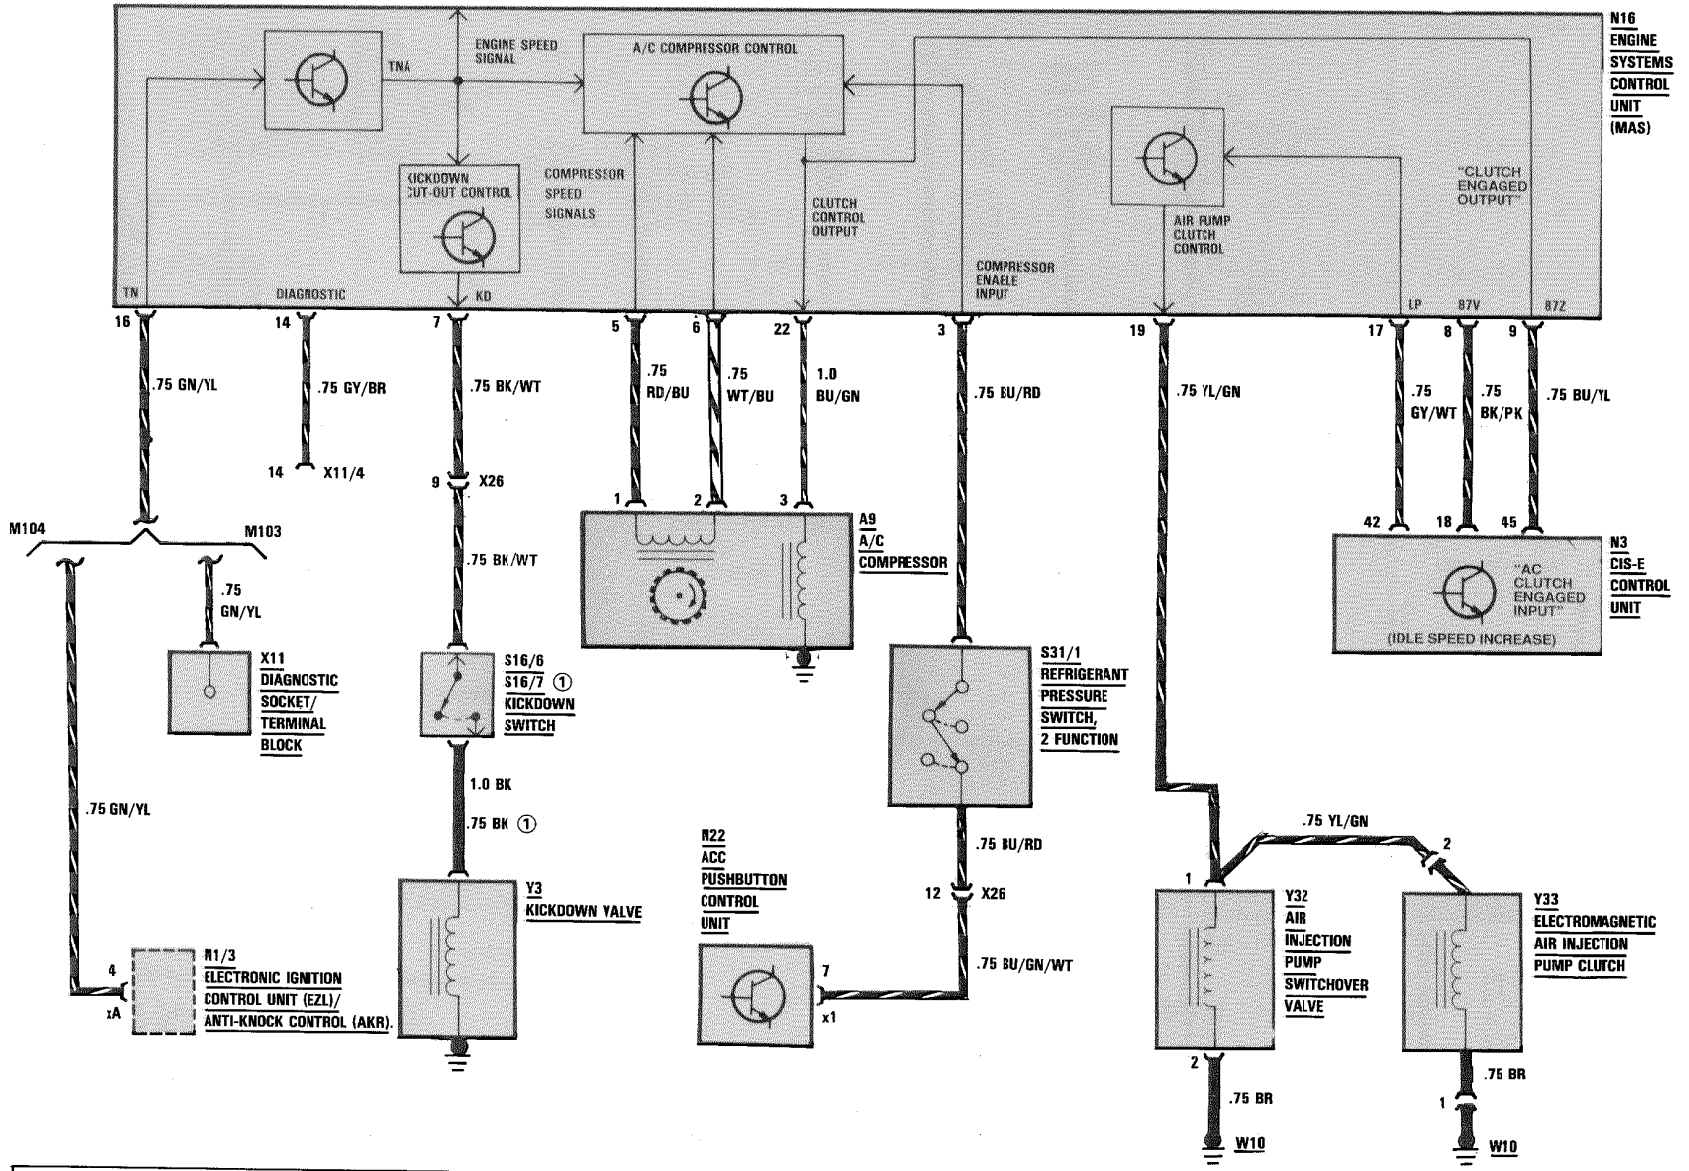 N16
ENGINE
SYSTEMS
CONTROL
UNIT
(MAS)
ENGINE SPEED
SIGNAL
A/C COMPRISSOR CONTROL
TNA
KICKDOWN
CUT-OUT CONTROL
COMPRESSOR
SPEED
SIGNALS
CLUTCH
CONTROL
OUTPUT
COMPRESSOR
ENABLE
INPUT
AIR PUMP
CLUTCH
CONTROL
"CLUTCH
ENGAGED
OUTPUT"
TN
DIAGNOSTIC
KD
LP
87V
87Z
16
14
7
5
6
22
3
19
17
8
9
.75 GN/YL
.75 GY/BR
.75 BK/WT
.75
RD/BU
.75
WT/BU
1.0
BU/GN
.75 BU/RD
.75 YL/GN
.75
GY/WT
.75
BK/PK
.75 BU/YL
14
X11/4
9
X26
1
2
3
42
18
45
M104
M103
A9
A/C
COMPRESSOR
.75 BK/WT
.75
GN/YL
N3
CIS-E
CONTROL
UNIT
"AC
CLUTCH
ENGAGED
INPUT"
(IDLE SPEED INCREASE)
X11
DIAGNOSTIC
SOCKET/
TERMINAL
BLOCK
S16/6
S16/7 ①
KICKDOWN
SWITCH
S31/1
REFRIGERANT
PRESSURE
SWITCH,
2 FUNCTION
1.0 BK
.75 BK ①
.75 GN/YL
.75 BU/RD
12
X26
.75 BU/GN/WT
N22
ACC
PUSHBUTTON
CONTROL
UNIT
7
x1
.75 YL/GN
2
1
Y3
KICKDOWN VALVE
Y32
AIR
INJECTION
PUMP
SWITCHOVER
VALVE
Y33
ELECTROMAGNETIC
AIR INJECTION
PUMP CLUTCH
4
xA
N1/3
ELECTRONIC IGNITION
CONTROL UNIT (EZL)/
ANTI-KNOCK CONTROL (AKR).
2
.75 BR
W10
.75 BR
1
W10